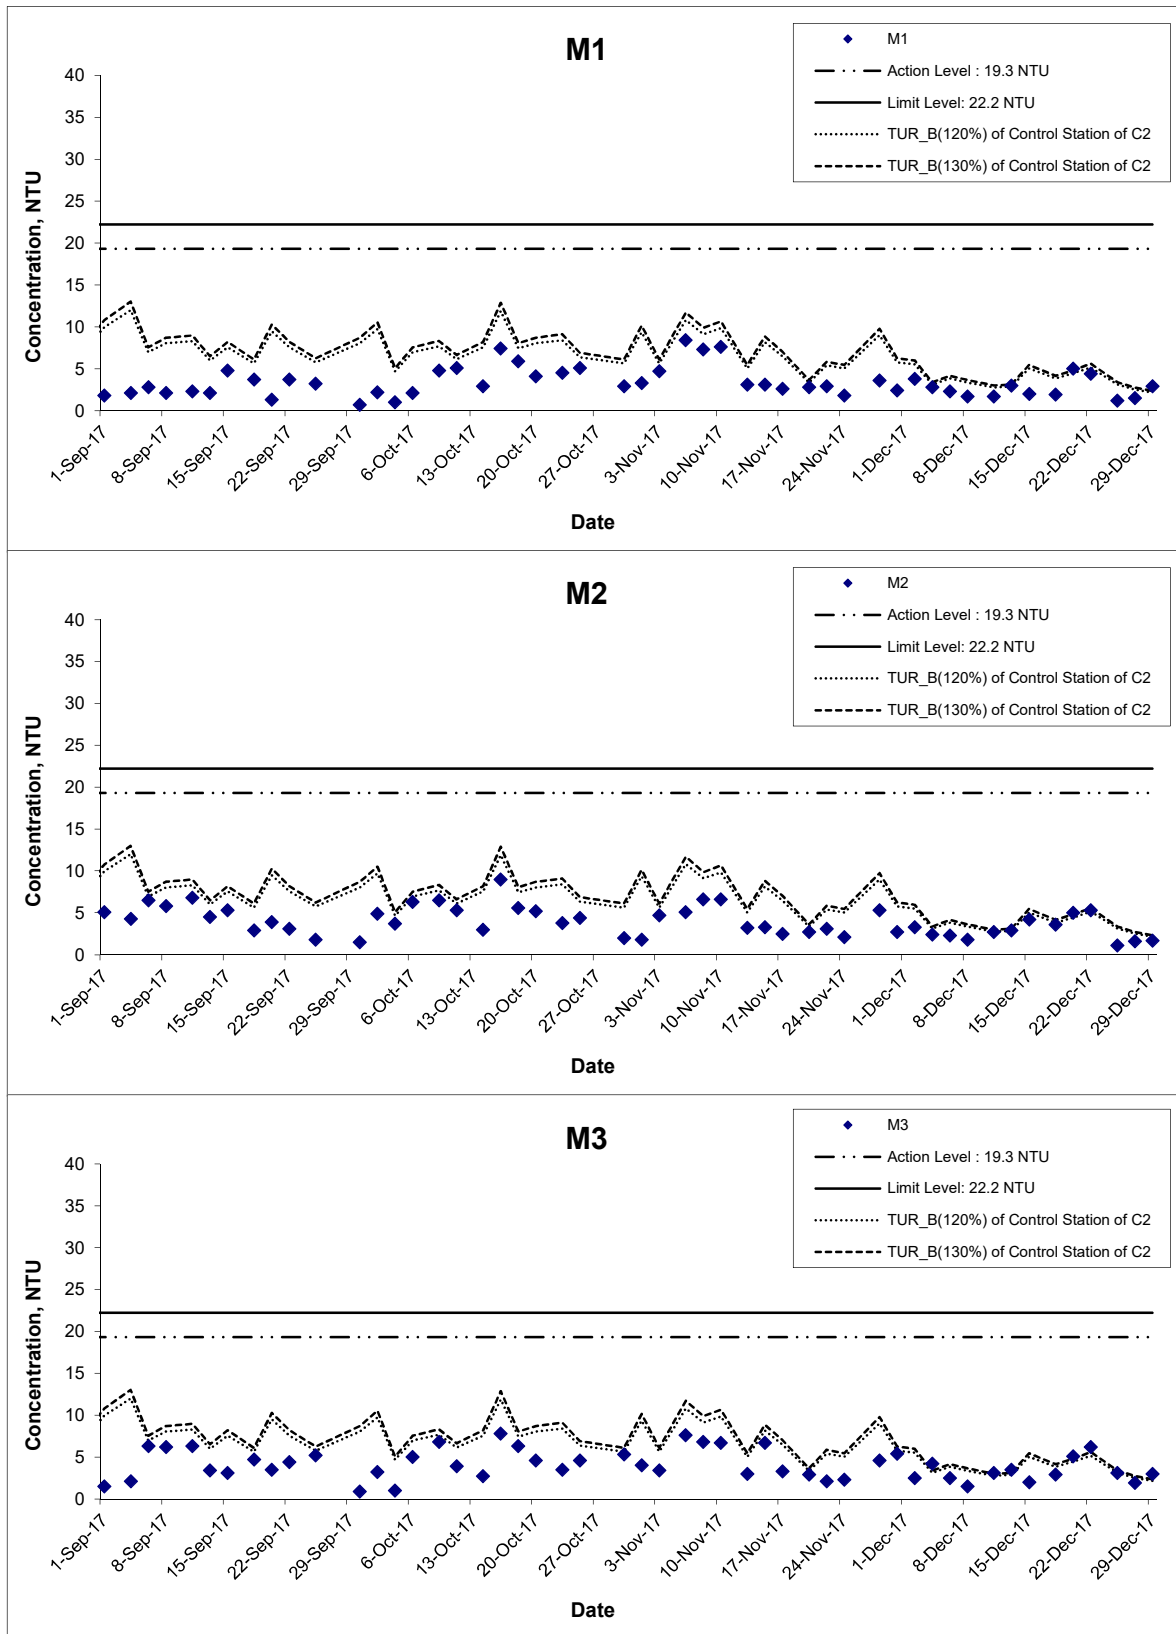 M1
M1
Action Level : 19.3 NTU
Limit Level: 22.2 NTU
TUR_B(120%) of Control Station of C2
TUR_B(130%) of Control Station of C2
Concentration, NTU
40
35
30
25
20
15
10
5
0
1-Sep-17
8-Sep-17
15-Sep-17
22-Sep-17
29-Sep-17
6-Oct-17
13-Oct-17
20-Oct-17
27-Oct-17
3-Nov-17
10-Nov-17
17-Nov-17
24-Nov-17
1-Dec-17
8-Dec-17
15-Dec-17
22-Dec-17
29-Dec-17
Date
M2
M2
Action Level : 19.3 NTU
Limit Level: 22.2 NTU
TUR_B(120%) of Control Station of C2
TUR_B(130%) of Control Station of C2
Concentration, NTU
40
35
30
25
20
15
10
5
0
1-Sep-17
8-Sep-17
15-Sep-17
22-Sep-17
29-Sep-17
6-Oct-17
13-Oct-17
20-Oct-17
27-Oct-17
3-Nov-17
10-Nov-17
17-Nov-17
24-Nov-17
1-Dec-17
8-Dec-17
15-Dec-17
22-Dec-17
29-Dec-17
Date
M3
M3
Action Level : 19.3 NTU
Limit Level: 22.2 NTU
TUR_B(120%) of Control Station of C2
TUR_B(130%) of Control Station of C2
Concentration, NTU
40
35
30
25
20
15
10
5
0
1-Sep-17
8-Sep-17
15-Sep-17
22-Sep-17
29-Sep-17
6-Oct-17
13-Oct-17
20-Oct-17
27-Oct-17
3-Nov-17
10-Nov-17
17-Nov-17
24-Nov-17
1-Dec-17
8-Dec-17
15-Dec-17
22-Dec-17
29-Dec-17
Date